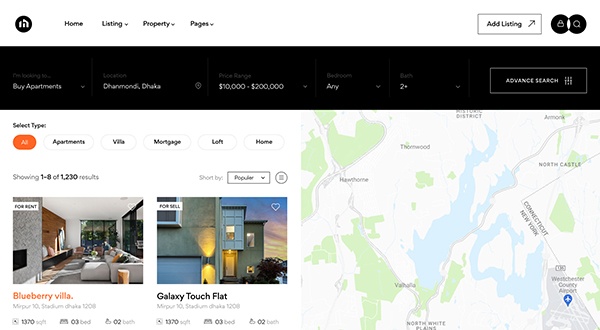 Home Listing Property Pages Add Listing
I'm looking to... Location Price Range Bedroom Bath
Buy Apartments Dhanmondi, Dhaka $10,000 - $200,000 Any 2+ ADVANCE SEARCH
Select Type:
All Apartments Villa Mortgage Loft Home
Showing 1-8 of 1,230 results Short by: Populer
FOR RENT FOR SELL
Blueberry villa. Galaxy Touch Flat
Mirpur 10, Stadium dhaka 1208 Mirpur 10, Stadium dhaka 1208
1370 sqft 03 bed 02 bath 1370 sqft 03 bed 02 bath
HISTORIC
DISTRICT
Armonk
Thornwood
NORTH CASTLE
Hawthorne
CONNECTICUT
NEW YORK
Valhalla
Westchester
County
Airport
NORTH WHITE
PLAINS